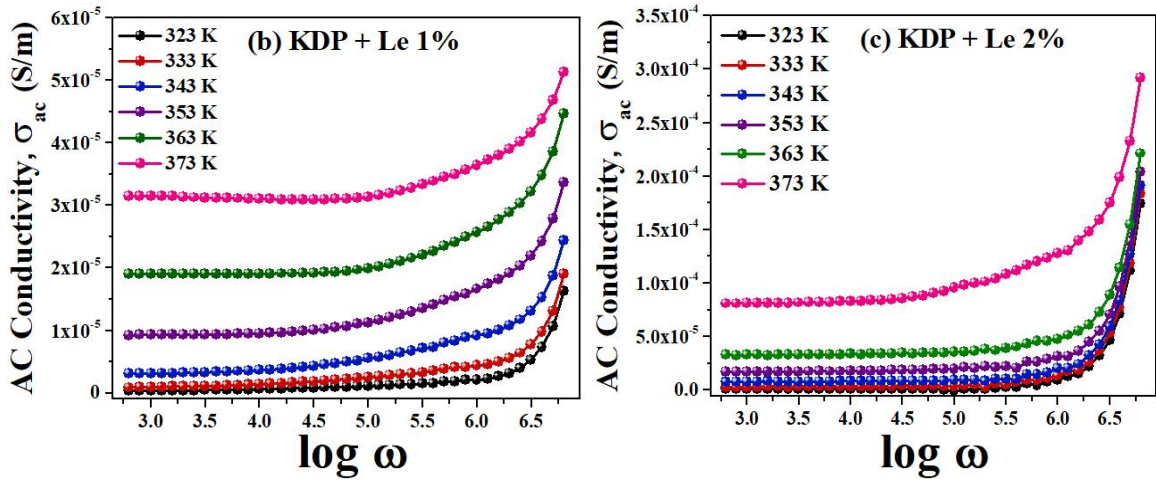 (b) KDP + Le 1%
323 K
333 K
343 K
353 K
363 K
373 K
AC Conductivity, σac (S/m)
6x10-5
5x10-5
4x10-5
3x10-5
2x10-5
1x10-5
0
3.0 3.5 4.0 4.5 5.0 5.5 6.0 6.5
log ω
(c) KDP + Le 2%
323 K
333 K
343 K
353 K
363 K
373 K
AC Conductivity, σac (S/m)
3.5x10-4
3.0x10-4
2.5x10-4
2.0x10-4
1.5x10-4
1.0x10-4
5.0x10-5
0.0
3.0 3.5 4.0 4.5 5.0 5.5 6.0 6.5
log ω